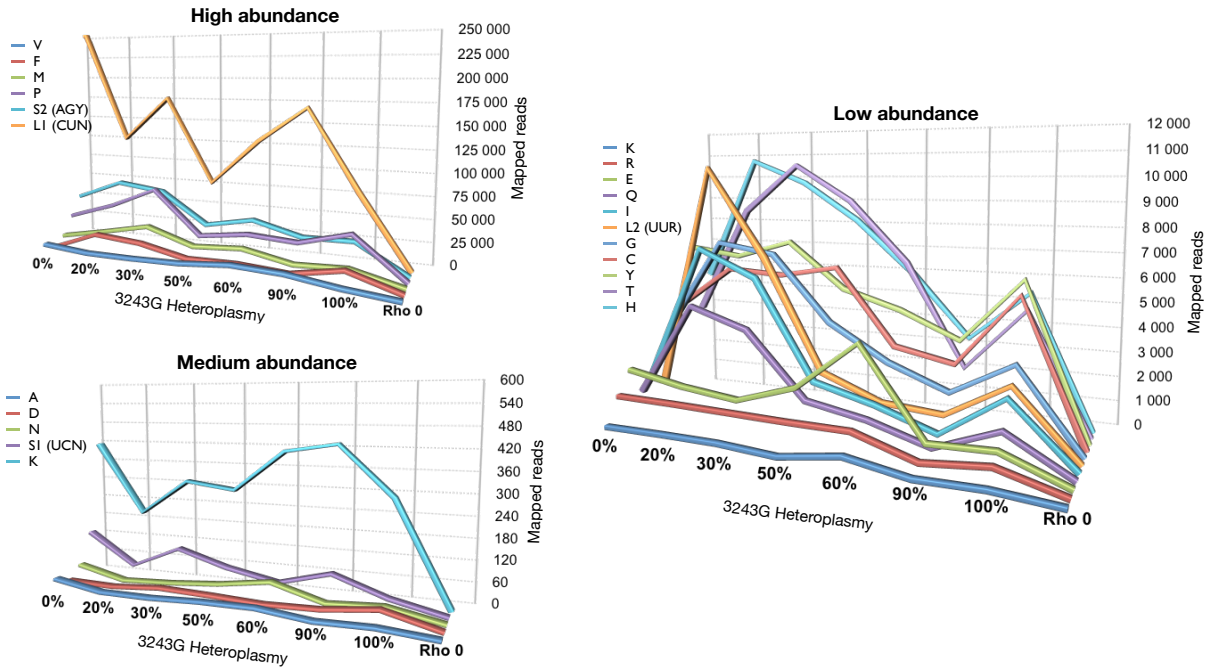 High abundance
V
F
M
P
S2 (AGY)
L1 (CUN)
250 000
225 000
200 000
175 000
150 000
125 000
100 000
75 000
50 000
25 000
0
Mapped reads
0%
20%
30%
50%
60%
90%
100%
Rho 0
3243G Heteroplasmy
Medium abundance
A
D
N
S1 (UCN)
K
600
540
480
420
360
300
240
180
120
60
0
Mapped reads
0%
20%
30%
50%
60%
90%
100%
Rho 0
3243G Heteroplasmy
Low abundance
K
R
E
Q
I
L2 (UUR)
G
C
Y
T
H
12 000
11 000
10 000
9 000
8 000
7 000
6 000
5 000
4 000
3 000
2 000
1 000
0
Mapped reads
0%
20%
30%
50%
60%
90%
100%
Rho 0
3243G Heteroplasmy